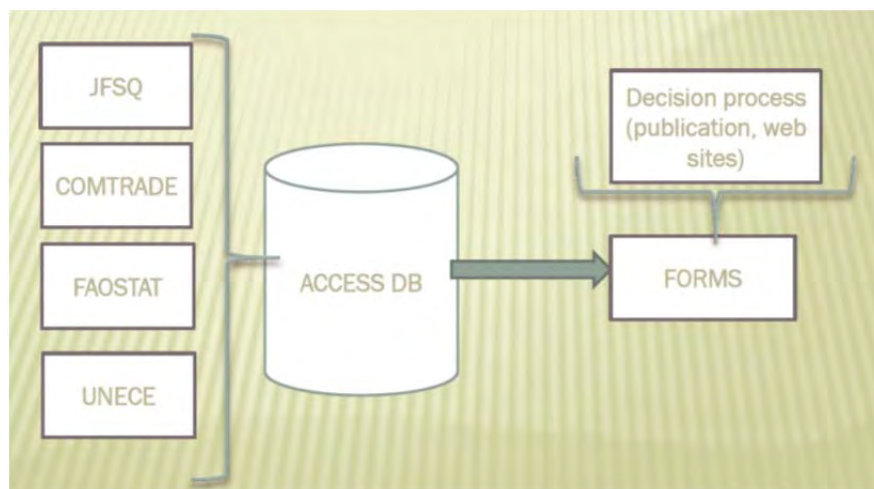 JFSQ
COMTRADE
FAOSTAT
UNECE
ACCESS DB
Decision process
(publication, web
sites)
FORMS